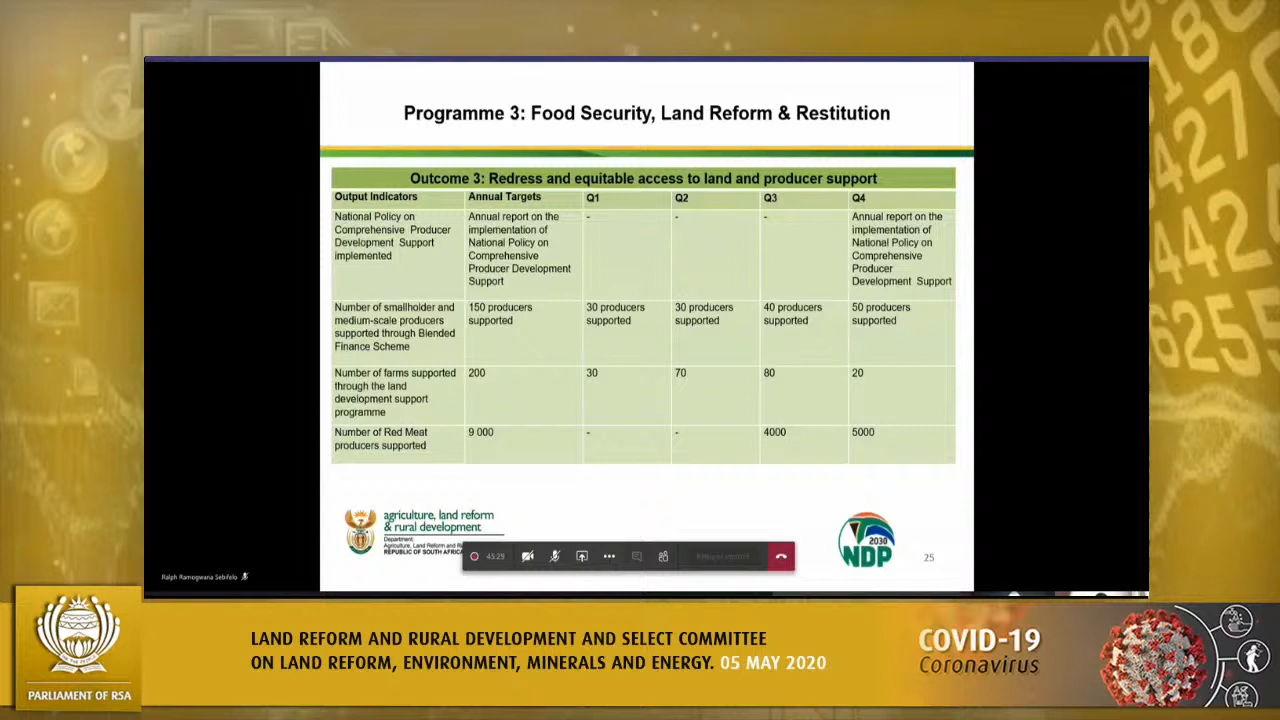 Programme 3: Food Security, Land Reform & Restitution
Outcome 3: Redress and equitable access to land and producer support
Output Indicators
Annual Targets
Q1
Q2
Q3
Q4
National Policy on
Comprehensive Producer
Development Support
implemented
Annual report on the
implementation of
National Policy on
Comprehensive
Producer Development
Support
-
-
-
Annual report on the
implementation of
National Policy on
Comprehensive
Producer
Development Support
Number of smallholder and
medium-scale producers
supported through Blended
Finance Scheme
150 producers
supported
30 producers
supported
30 producers
supported
40 producers
supported
50 producers
supported
Number of farms supported
through the land
development support
programme
200
30
70
80
20
Number of Red Meat
producers supported
9 000
-
-
4000
5000
agriculture, land reform
& rural development
Department:
Agriculture, Land Reform and
REPUBLIC OF SOUTH AFRICA
45:29
2030
NDP
25
Ralph Ramogwana Sebifelo
PARLIAMENT OF RSA
LAND REFORM AND RURAL DEVELOPMENT AND SELECT COMMITTEE
ON LAND REFORM, ENVIRONMENT, MINERALS AND ENERGY. 05 MAY 2020
COVID-19
Coronavirus